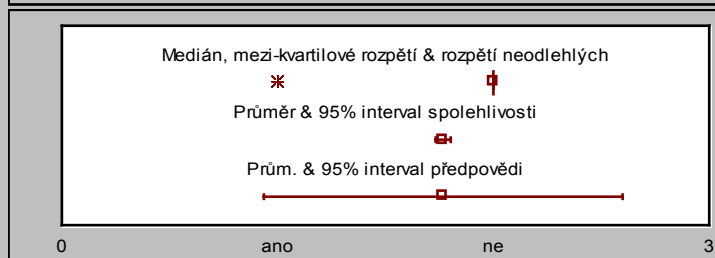 Medián, mezi-kvartilové rozpětí & rozpětí neodlehlých
Průměr & 95% interval spolehlivosti
Prům. & 95% interval předpovědi
0 ano ne 3